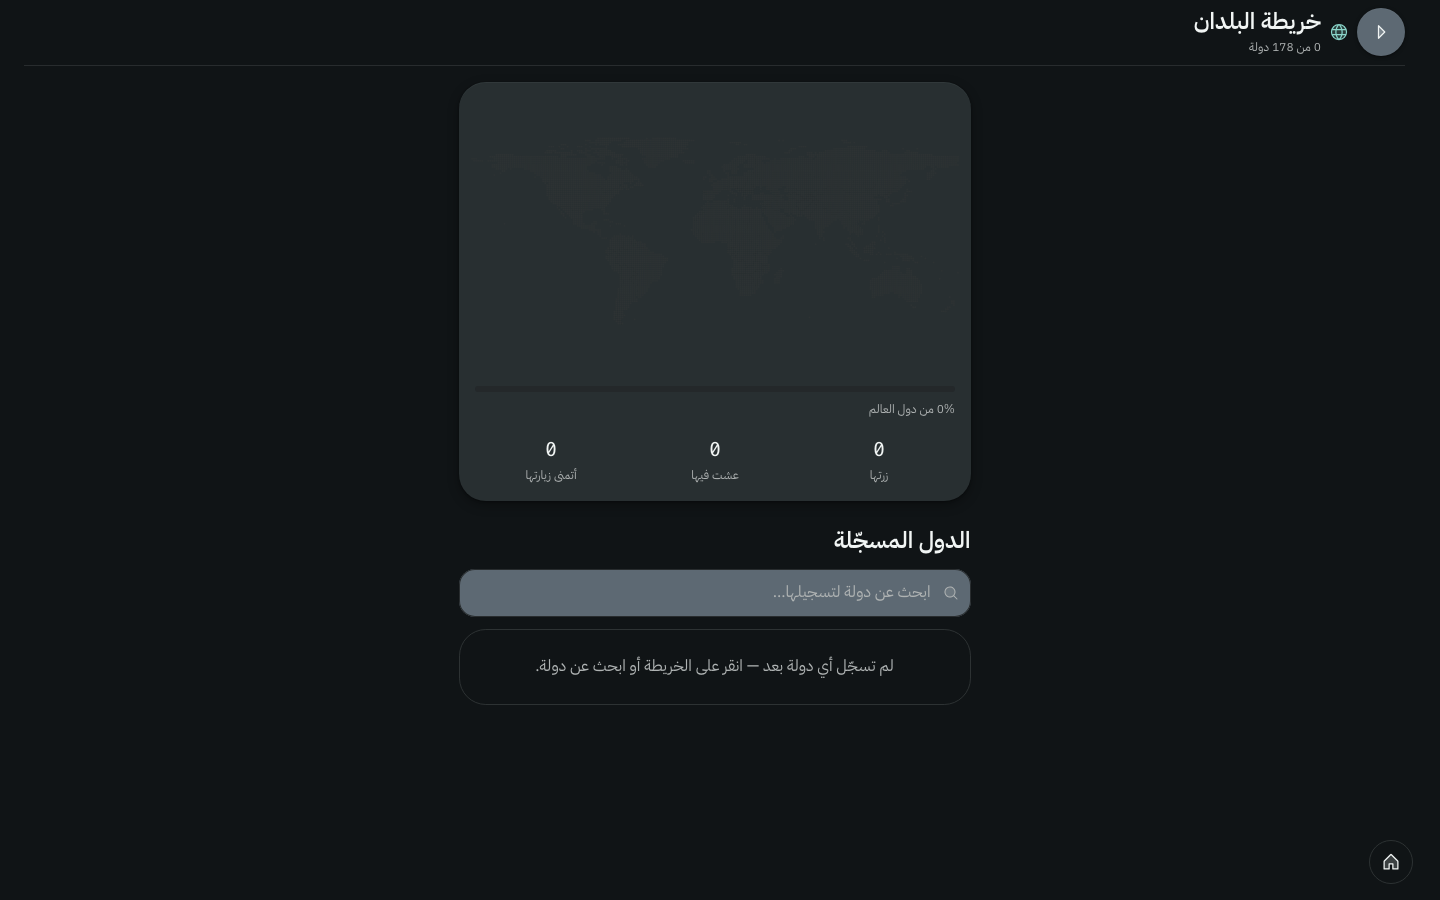 خريطة البلدان
0 من 178 دولة
0% من دول العالم
0
زرتها
0
عشت فيها
0
أتمنى زيارتها
الدول المسجّلة
ابحث عن دولة لتسجيلها...
لم تسجّل أي دولة بعد — انقر على الخريطة أو ابحث عن دولة.